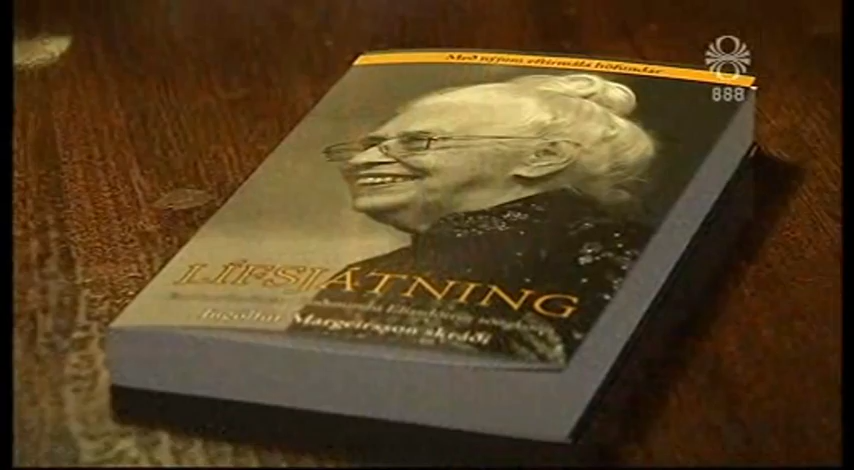 Með nýjum eftirmála höfundar
888
LÍFSJÁTNING
Ingólfur Margeirsson skráði